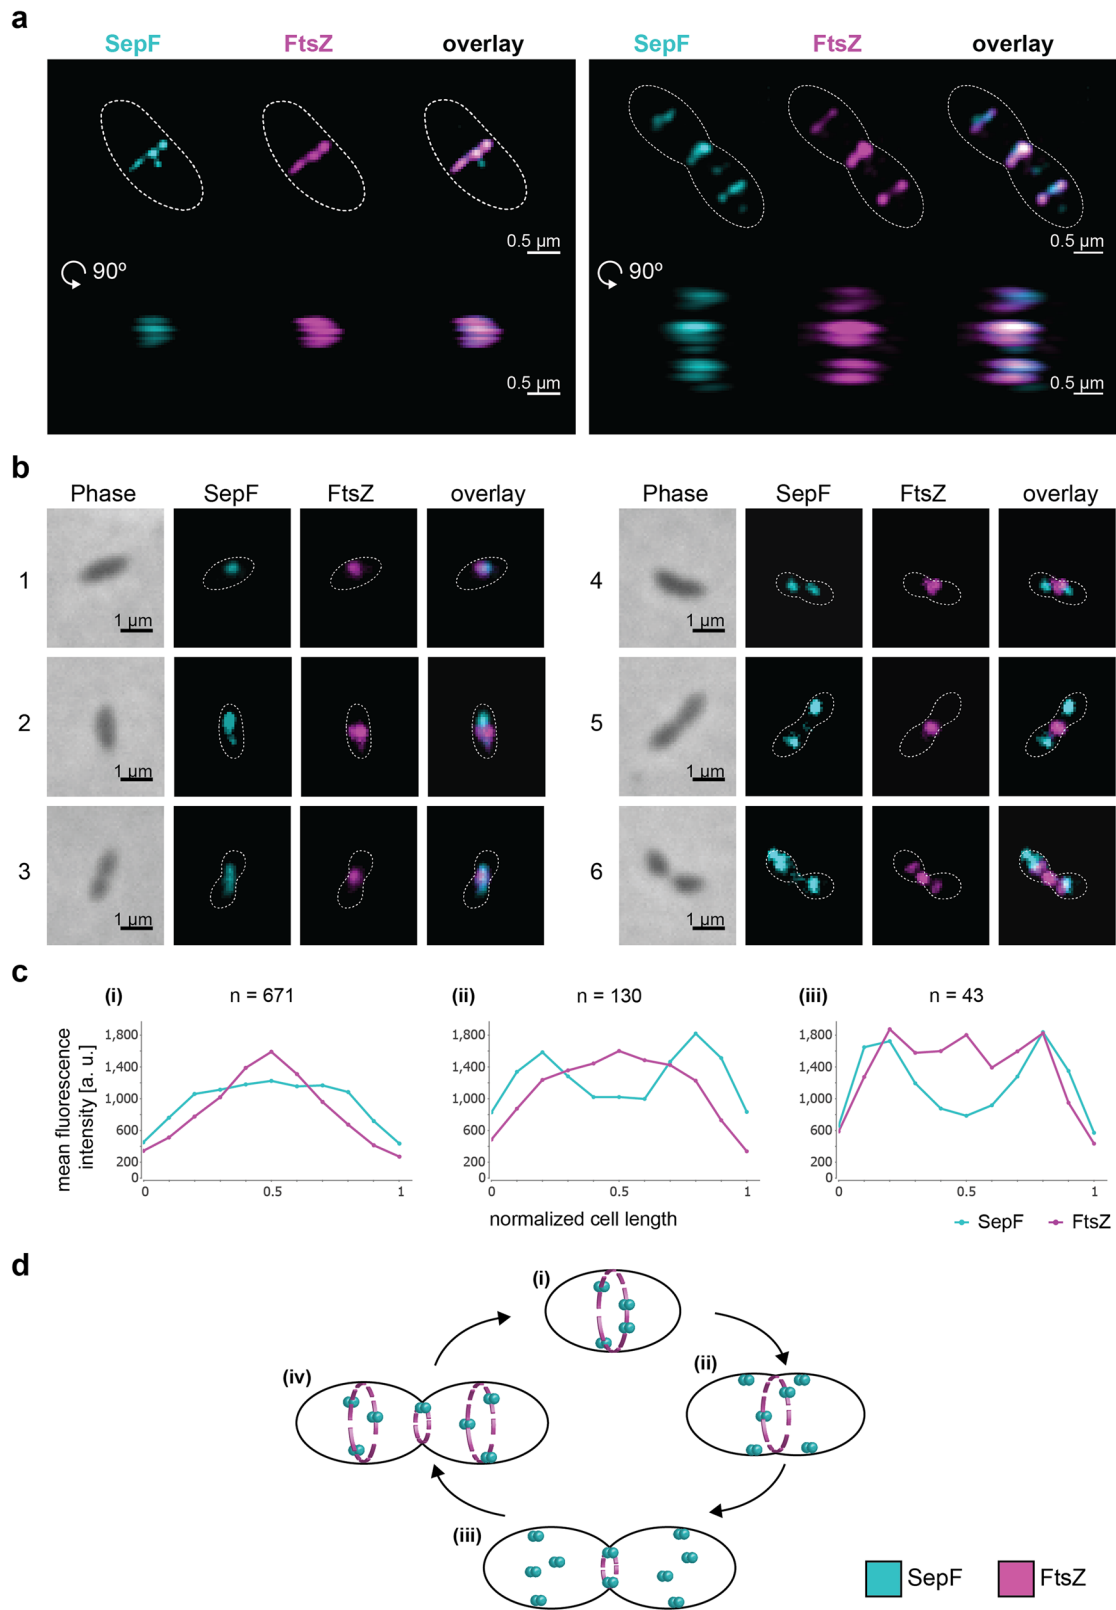 a
SepF FtsZ overlay SepF FtsZ overlay
0.5 µm 0.5 µm
90º 90º
0.5 µm 0.5 µm
b
Phase SepF FtsZ overlay Phase SepF FtsZ overlay
1 4
1 µm 1 µm
2 5
1 µm 1 µm
3 6
1 µm 1 µm
c
(i) n = 671 (ii) n = 130 (iii) n = 43
mean fluorescence
intensity [a. u.]
1,800 1,800 1,800
1,400 1,400 1,400
1,000 1,000 1,000
600 600 600
200 200 200
0 0 0
0 0.5 1 0 0.5 1 0 0.5 1
normalized cell length
SepF FtsZ
d
(i)
(ii)
(iv)
(iii)
SepF FtsZ